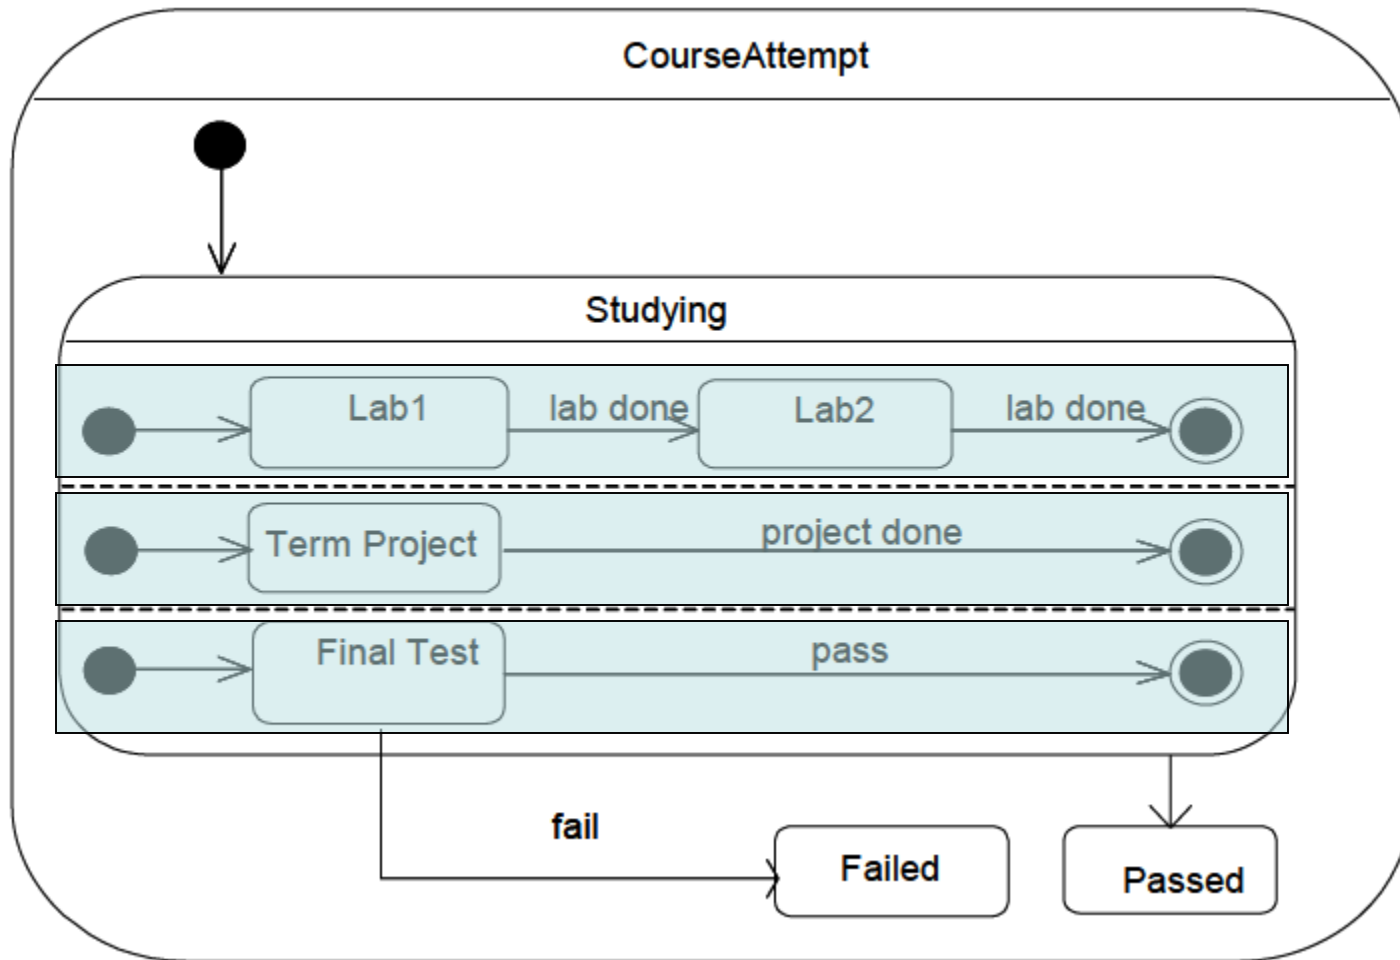 CourseAttempt
Studying
Lab1
lab done
Lab2
lab done
Term Project
project done
Final Test
pass
fail
Failed
Passed